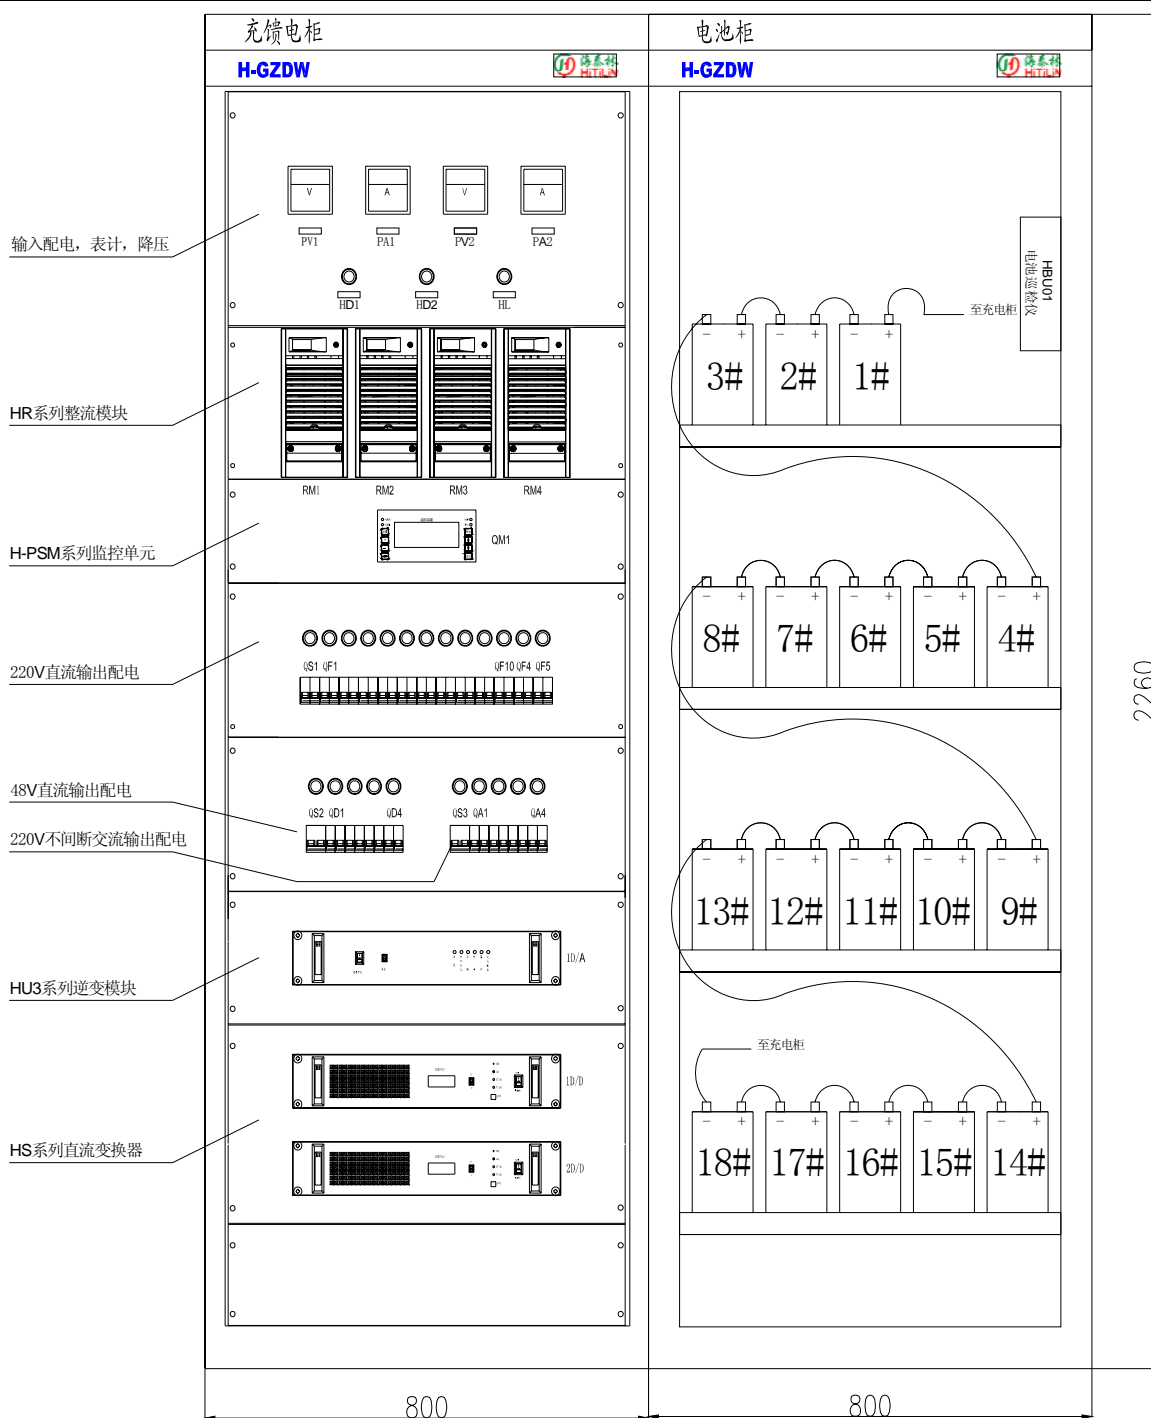 充馈电柜
电池柜
H-GZDW
海泰林
HiTiLiN
H-GZDW
海泰林
HiTiLiN
V
A
V
A
PV1
PA1
PV2
PA2
输入配电，表计，降压
HD1
HD2
HL
HR系列整流模块
RM1
RM2
RM3
RM4
H-PSM系列监控单元
QM1
220V直流输出配电
QS1 QF1
QF10 QF4 QF5
48V直流输出配电
QS2 QD1
QD4
QS3 QA1
QA4
220V不间断交流输出配电
HU3系列逆变模块
1D/A
HS系列直流变换器
1D/D
2D/D
800
HBU01
电池巡检仪
至充电柜
- + - + - +
3# 2# 1#
- + - + - + - + - +
8# 7# 6# 5# 4#
- + - + - + - + - +
13# 12# 11# 10# 9#
至充电柜
- + - + - + - + - +
18# 17# 16# 15# 14#
800
2260